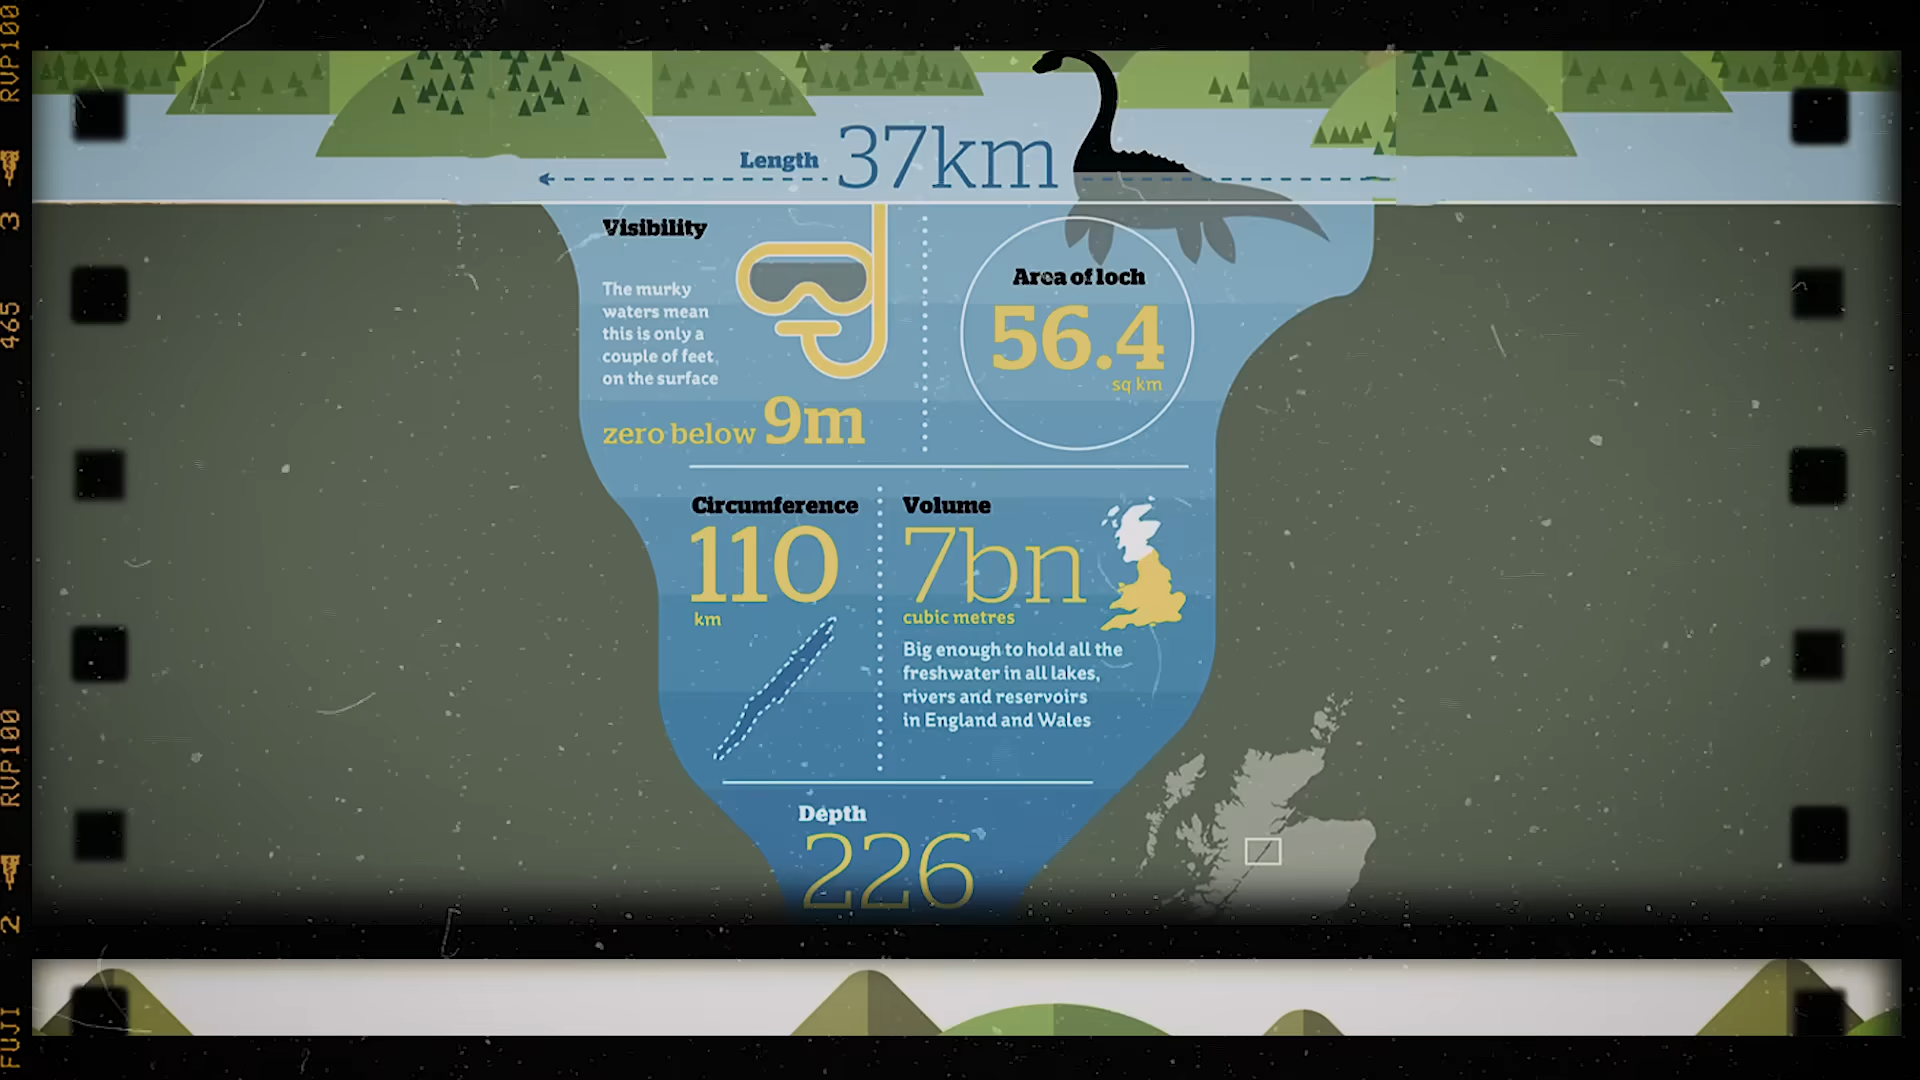 Length 37km
Visibility
The murky
waters mean
this is only a
couple of feet
on the surface
zero below 9m
Area of loch
56.4
sq km
Circumference
110
km
Volume
7bn
cubic metres
Big enough to hold all the
freshwater in all lakes,
rivers and reservoirs
in England and Wales
Depth
226
RVP100
3
465
RVP100
2
FUJI